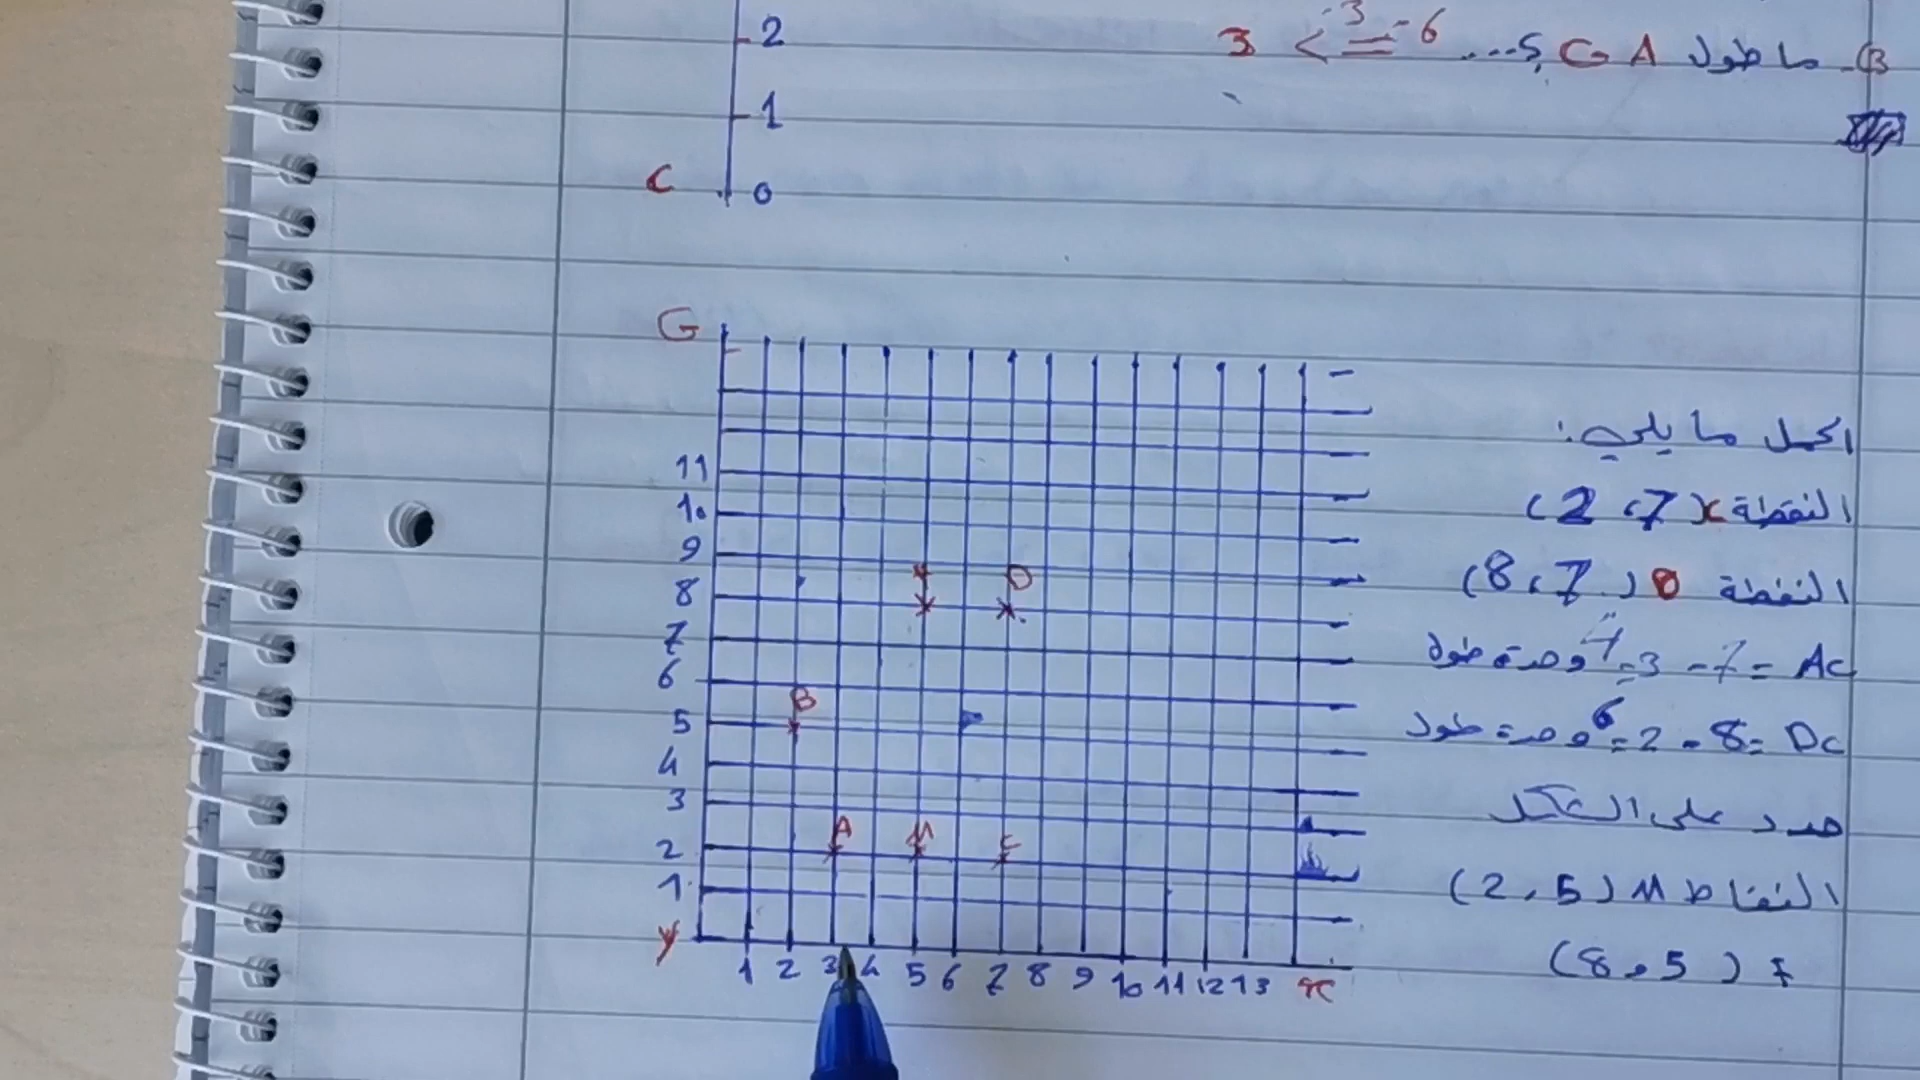 2
B- ما طول GA ؟.... 6- =3- > 3
1
C 0
G
اكمل ما يلي:
11
النقطة C (7، 2)
10
9
النقطة D (7، 8)
D
8
7
AC = 7 - 3 = 4 وحدة طول
6
B
DC = 8 - 2 = 6 وحدة طول
5
4
حدد على الشكل
3
A M C
2
النقاط M (5، 2)
1
F (5، 8)
y
1 2 3 4 5 6 7 8 9 10 11 12 13 x